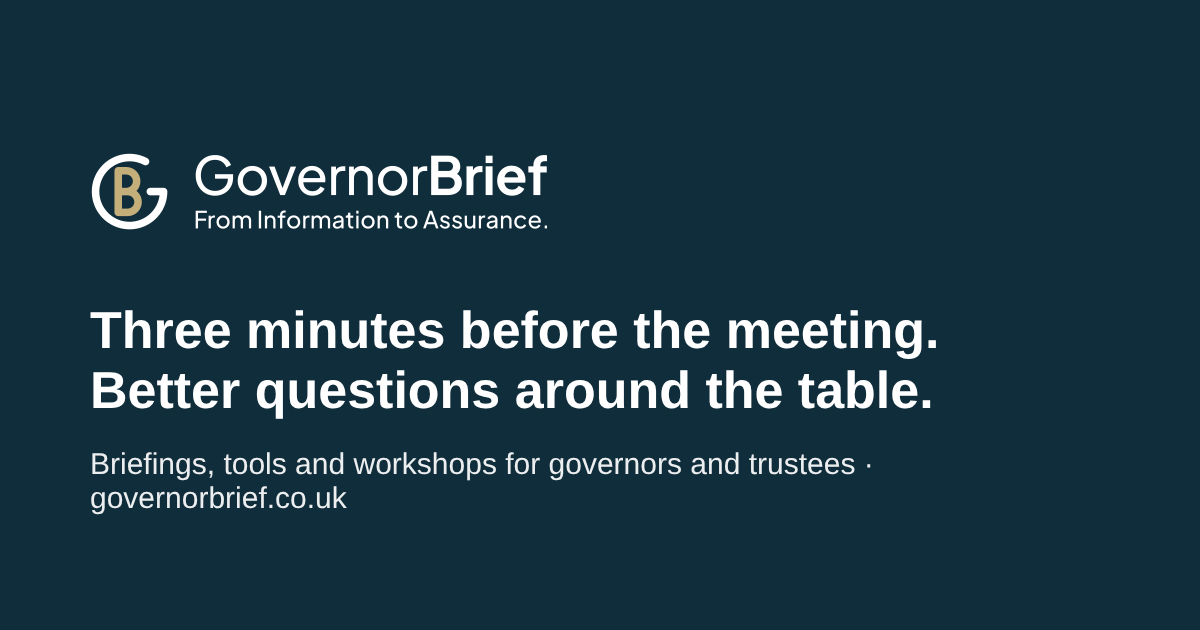 GB
GovernorBrief
From Information to Assurance.
Three minutes before the meeting.
Better questions around the table.
Briefings, tools and workshops for governors and trustees ·
governorbrief.co.uk